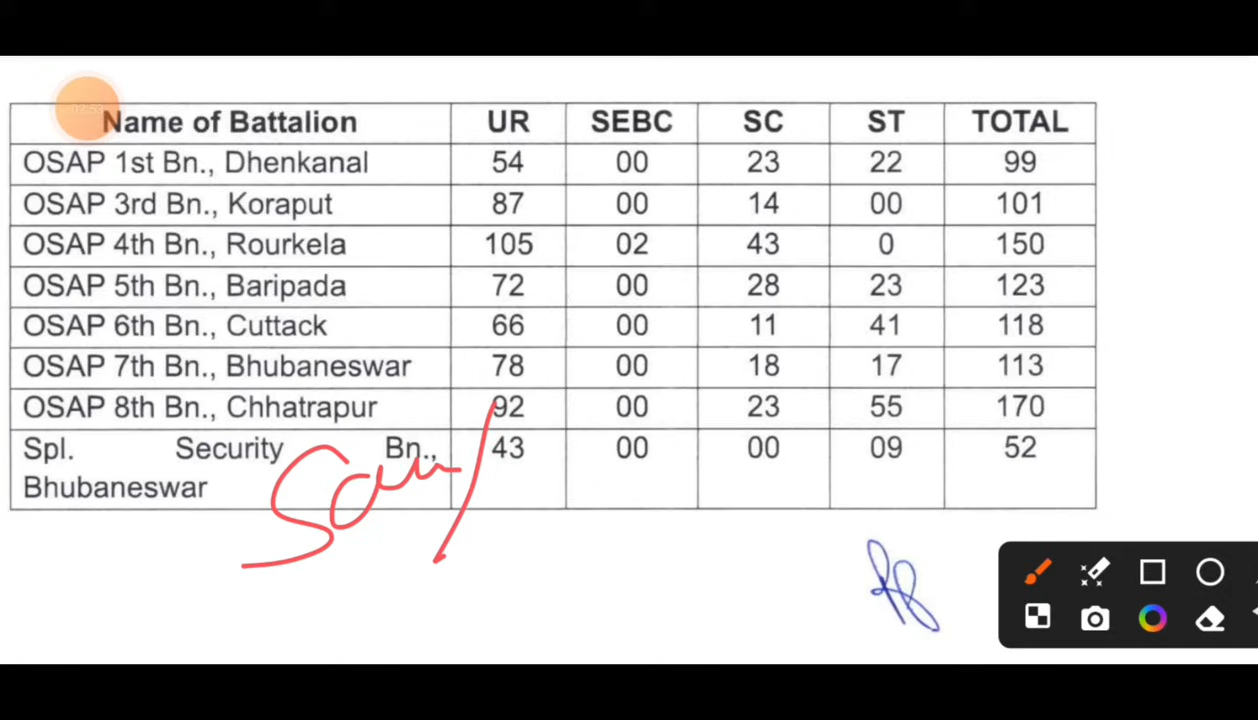 Name of Battalion UR SEBC SC ST TOTAL
OSAP 1st Bn., Dhenkanal 54 00 23 22 99
OSAP 3rd Bn., Koraput 87 00 14 00 101
OSAP 4th Bn., Rourkela 105 02 43 0 150
OSAP 5th Bn., Baripada 72 00 28 23 123
OSAP 6th Bn., Cuttack 66 00 11 41 118
OSAP 7th Bn., Bhubaneswar 78 00 18 17 113
OSAP 8th Bn., Chhatrapur 92 00 23 55 170
Spl. Security Bn., 43 00 00 09 52
Bhubaneswar